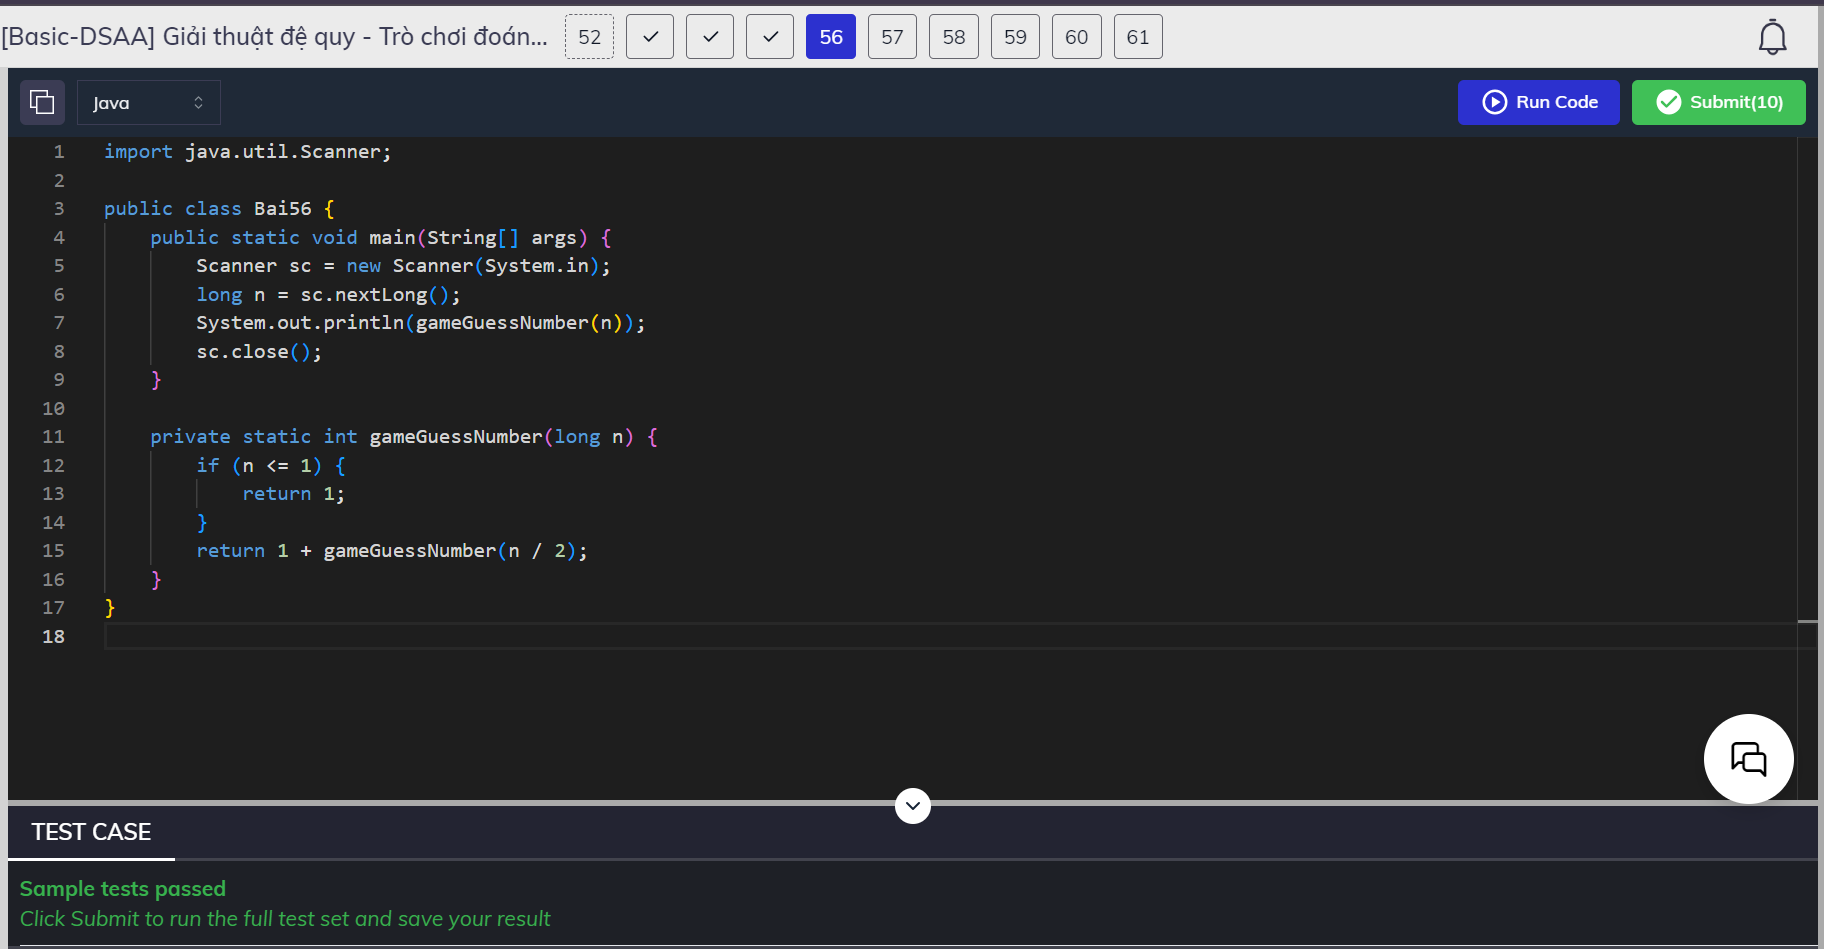 [Basic-DSAA] Giải thuật đệ quy - Trò chơi đoán... 52 56 57 58 59 60 61
Java Run Code Submit(10)
1 import java.util.Scanner;
2
3 public class Bai56 {
4 public static void main(String[] args) {
5 Scanner sc = new Scanner(System.in);
6 long n = sc.nextLong();
7 System.out.println(gameGuessNumber(n));
8 sc.close();
9 }
10
11 private static int gameGuessNumber(long n) {
12 if (n <= 1) {
13 return 1;
14 }
15 return 1 + gameGuessNumber(n / 2);
16 }
17 }
18
TEST CASE
Sample tests passed
Click Submit to run the full test set and save your result